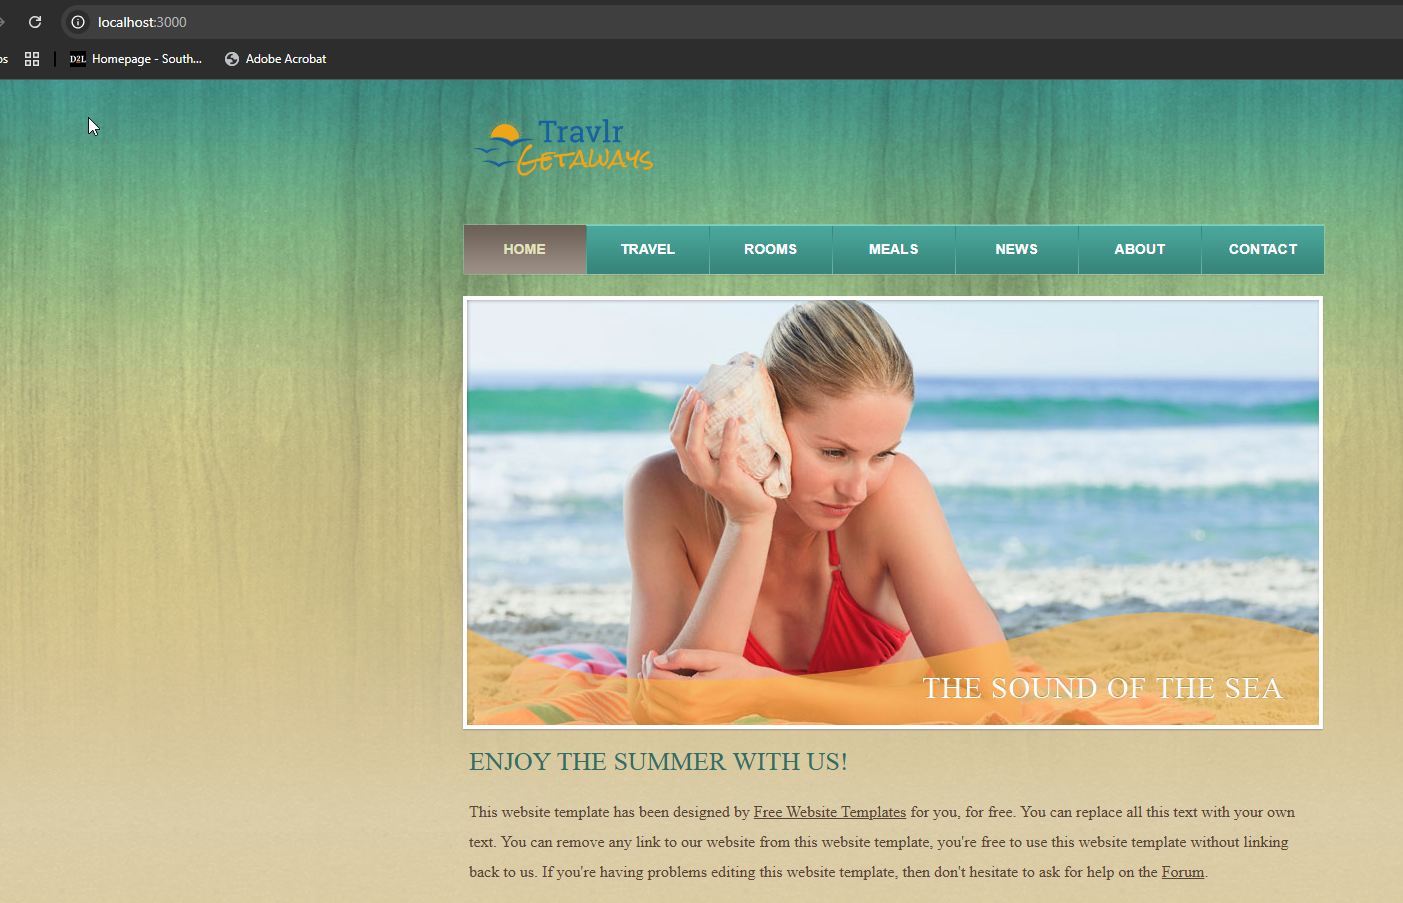 localhost:3000
os
Homepage - South...
Adobe Acrobat
Travlr
Getaways
HOME
TRAVEL
ROOMS
MEALS
NEWS
ABOUT
CONTACT
THE SOUND OF THE SEA
ENJOY THE SUMMER WITH US!
This website template has been designed by Free Website Templates for you, for free. You can replace all this text with your own
text. You can remove any link to our website from this website template, you're free to use this website template without linking
back to us. If you're having problems editing this website template, then don't hesitate to ask for help on the Forum.